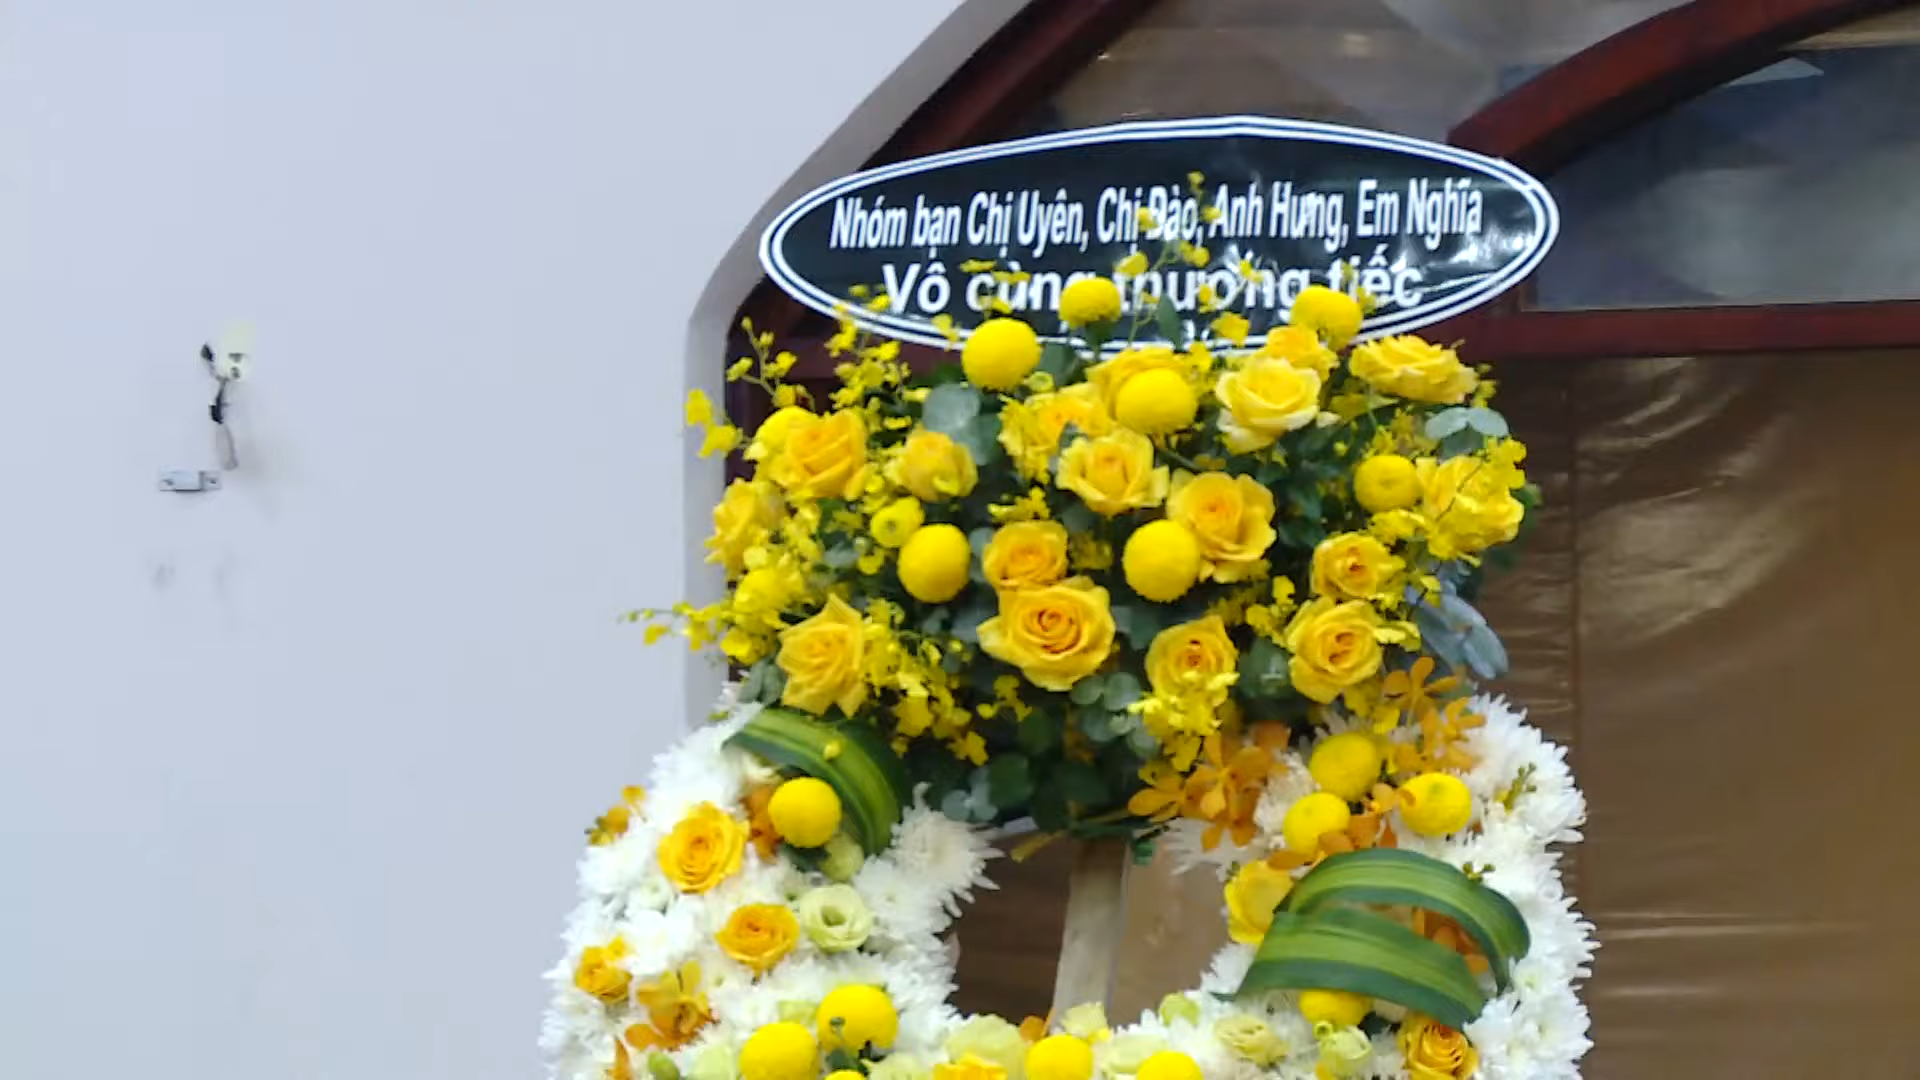 Nhóm bạn Chị Uyên, Chị Đào, Anh Hưng, Em Nghĩa
Vô cùng thương tiếc